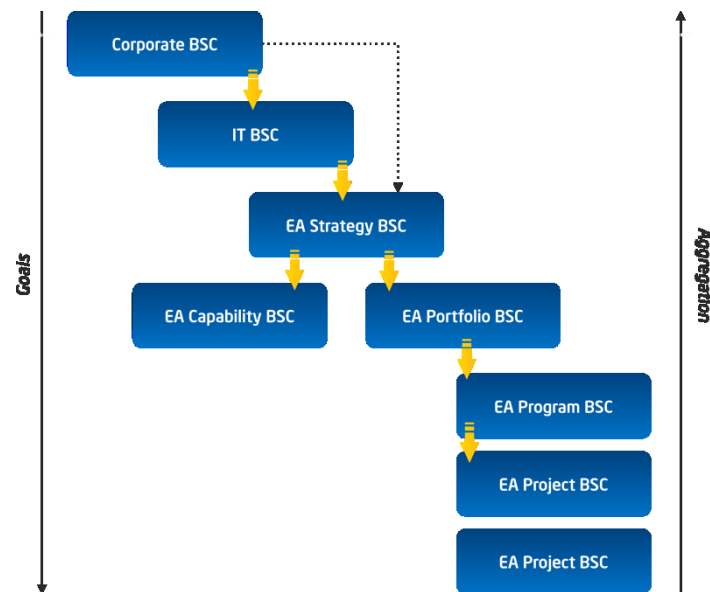 Corporate BSC
IT BSC
EA Strategy BSC
Goals
Aggregation
EA Capability BSC
EA Portfolio BSC
EA Program BSC
EA Project BSC
EA Project BSC